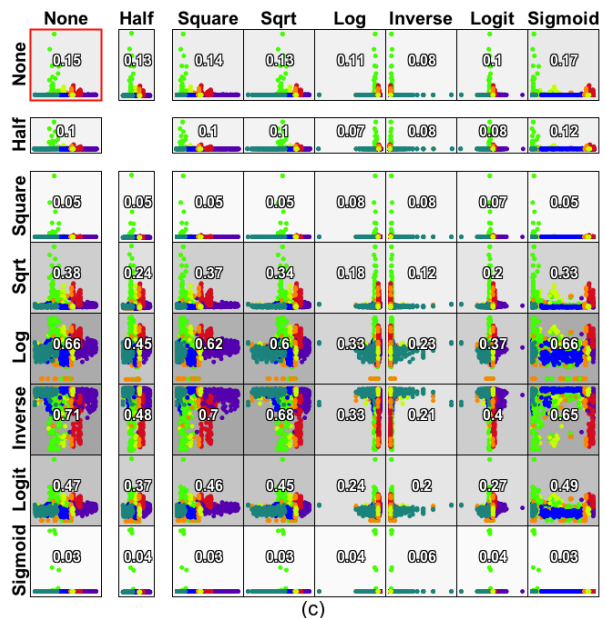 None Half Square Sqrt Log Inverse Logit Sigmoid
None 0.15 0.13 0.14 0.13 0.11 0.08 0.1 0.17
Half 0.1 0.1 0.1 0.07 0.08 0.08 0.12
Square 0.05 0.05 0.05 0.05 0.08 0.08 0.07 0.05
Sqrt 0.38 0.24 0.37 0.34 0.18 0.12 0.2 0.33
Log 0.66 0.45 0.62 0.6 0.33 0.23 0.37 0.66
Inverse 0.71 0.48 0.7 0.68 0.33 0.21 0.4 0.65
Logit 0.47 0.37 0.46 0.45 0.24 0.2 0.27 0.49
Sigmoid 0.03 0.04 0.03 0.03 0.04 0.06 0.04 0.03
(c)